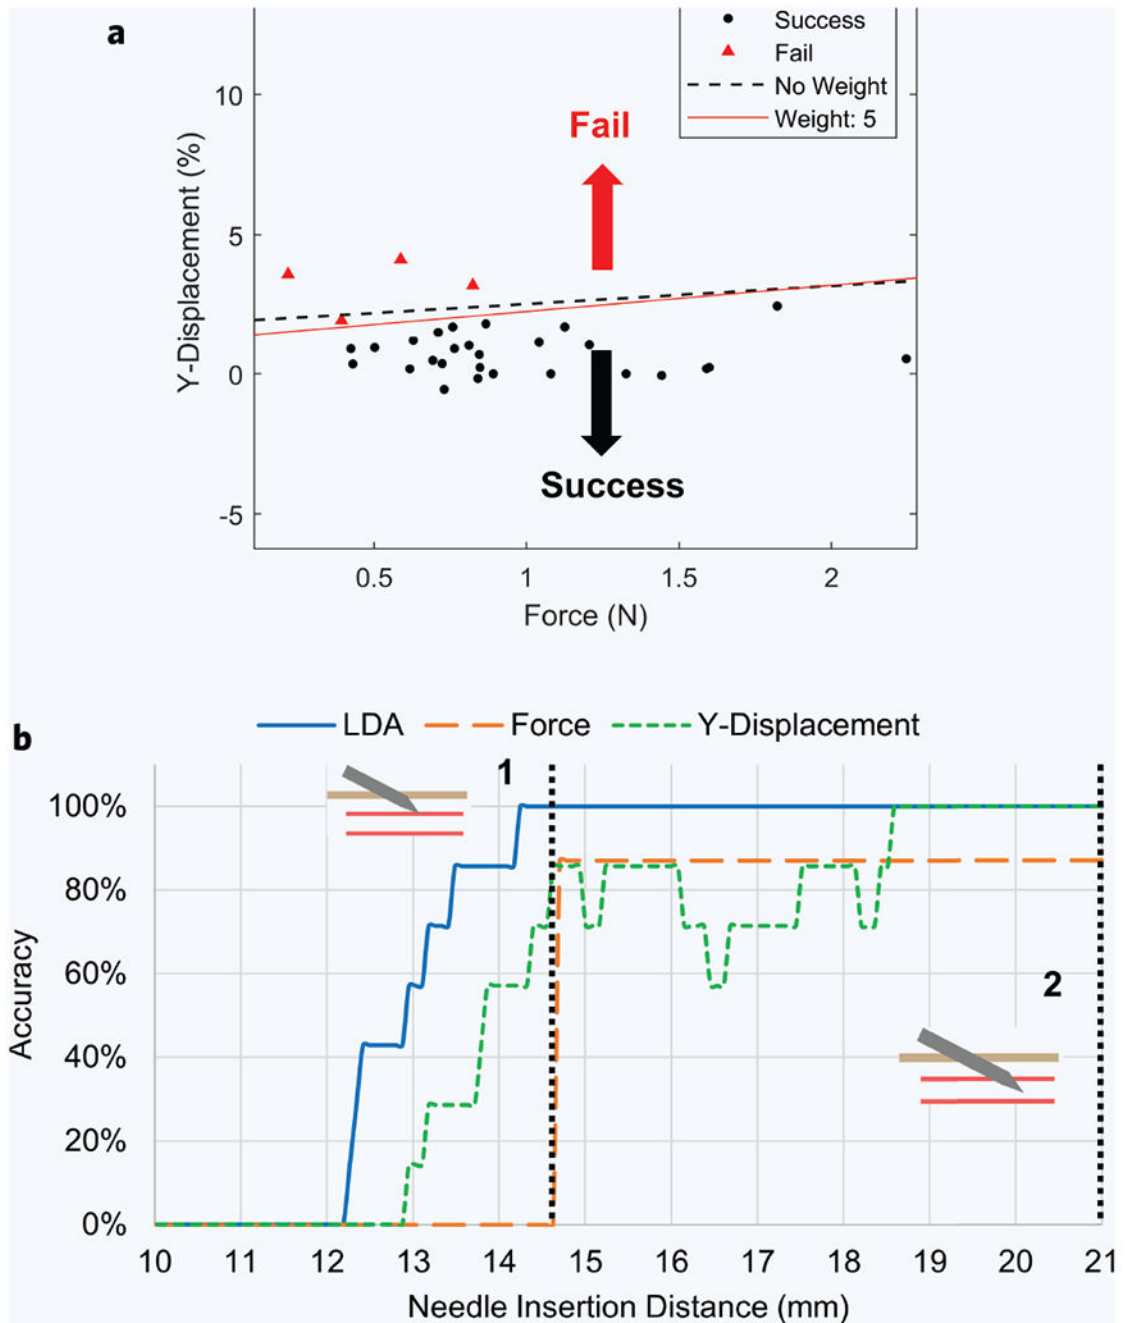 a
Success
Fail
No Weight
Weight: 5
10
5
0
-5
Y-Displacement (%)
Fail
Success
0.5 1 1.5 2
Force (N)
b
LDA Force Y-Displacement
1
2
100%
80%
60%
40%
20%
0%
Accuracy
10 11 12 13 14 15 16 17 18 19 20 21
Needle Insertion Distance (mm)